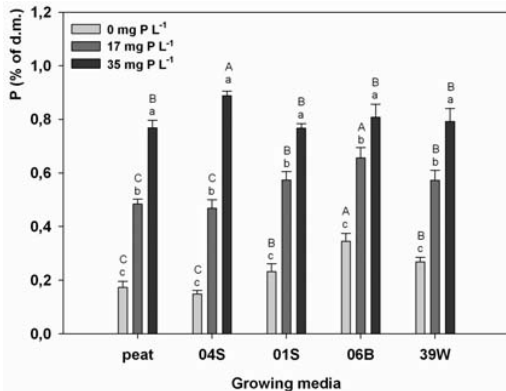 1,2
1,0
0,8
0,6
0,4
0,2
0,0
P (% of d.m.)
0 mg P L⁻¹
17 mg P L⁻¹
35 mg P L⁻¹
C
c
C
b
B
a
C
c
C
b
A
a
B
c
B
b
B
a
A
c
A
b
B
a
B
c
B
b
B
a
peat 04S 01S 06B 39W
Growing media